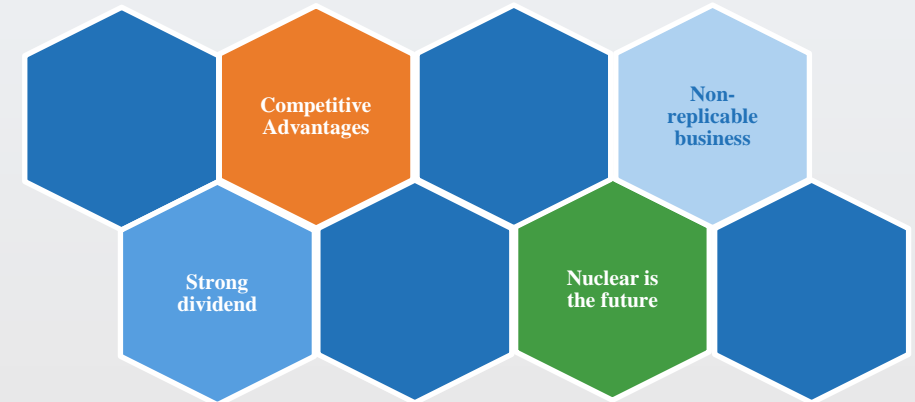 Competitive
Advantages
Non-
replicable
business
Strong
dividend
Nuclear is
the future